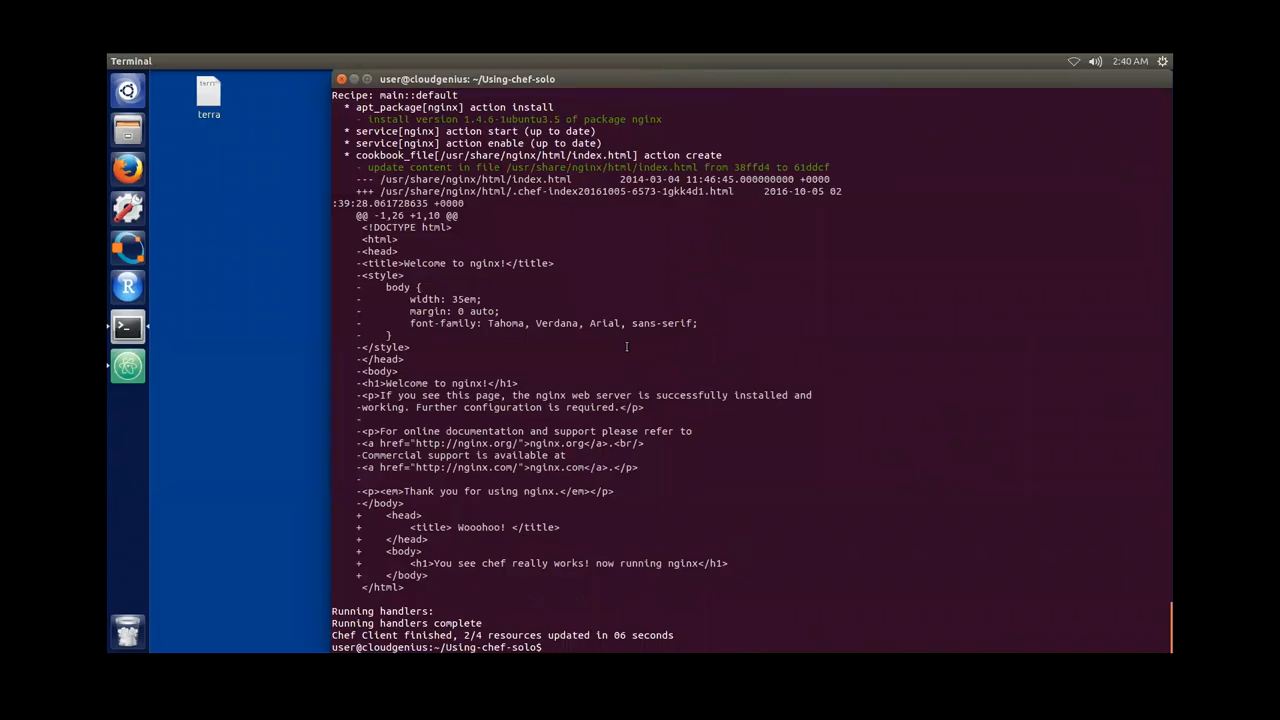 Terminal
2:40 AM
terra
terra
user@cloudgenius: ~/Using-chef-solo
Recipe: main::default
  * apt_package[nginx] action install
    - install version 1.4.6-1ubuntu3.5 of package nginx
  * service[nginx] action start (up to date)
  * service[nginx] action enable (up to date)
  * cookbook_file[/usr/share/nginx/html/index.html] action create
    - update content in file /usr/share/nginx/html/index.html from 38ffd4 to 61ddcf
    --- /usr/share/nginx/html/index.html        2014-03-04 11:46:45.000000000 +0000
    +++ /usr/share/nginx/html/.chef-index20161005-6573-1gkk4d1.html     2016-10-05 02
:39:28.061728635 +0000
    @@ -1,26 +1,10 @@
     <!DOCTYPE html>
     <html>
    -<head>
    -<title>Welcome to nginx!</title>
    -<style>
    -    body {
    -        width: 35em;
    -        margin: 0 auto;
    -        font-family: Tahoma, Verdana, Arial, sans-serif;
    -    }
    -</style>
    -</head>
    -<body>
    -<h1>Welcome to nginx!</h1>
    -<p>If you see this page, the nginx web server is successfully installed and
    -working. Further configuration is required.</p>
    -
    -<p>For online documentation and support please refer to
    -<a href="http://nginx.org/">nginx.org</a>.<br/>
    -Commercial support is available at
    -<a href="http://nginx.com/">nginx.com</a>.</p>
    -
    -<p><em>Thank you for using nginx.</em></p>
    -</body>
    +    <head>
    +        <title> Wooohoo! </title>
    +    </head>
    +    <body>
    +        <h1>You see chef really works! now running nginx</h1>
    +    </body>
     </html>
Running handlers:
Running handlers complete
Chef Client finished, 2/4 resources updated in 06 seconds
user@cloudgenius:~/Using-chef-solo$